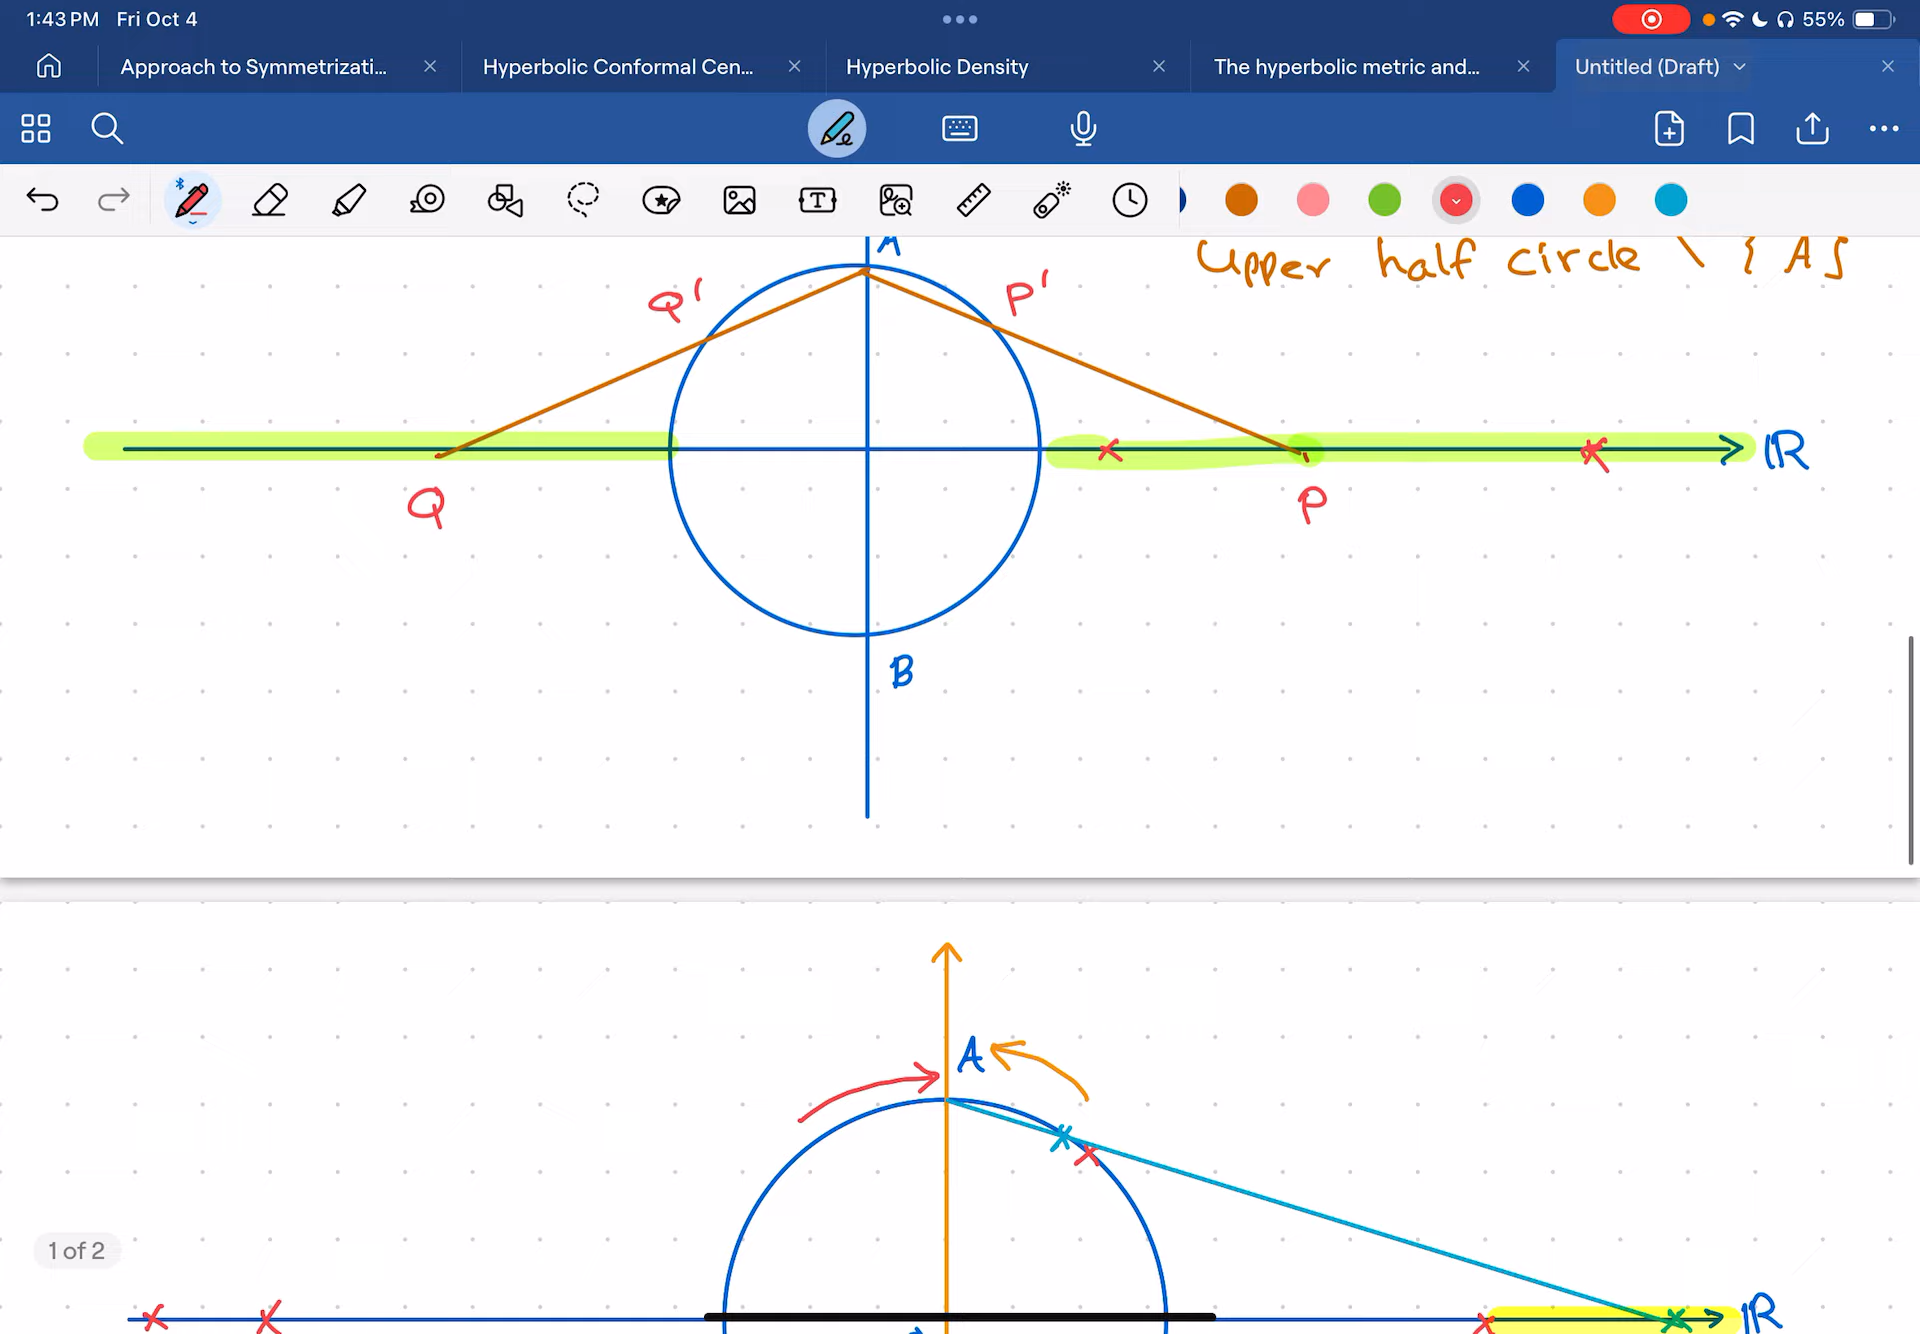 1:43 PM Fri Oct 4
55%
Approach to Symmetrizati...
Hyperbolic Conformal Cen...
Hyperbolic Density
The hyperbolic metric and...
Untitled (Draft)
A
Upper half circle \ { A }
Q'
P'
ℝ
Q
P
B
A
1 of 2
ℝ